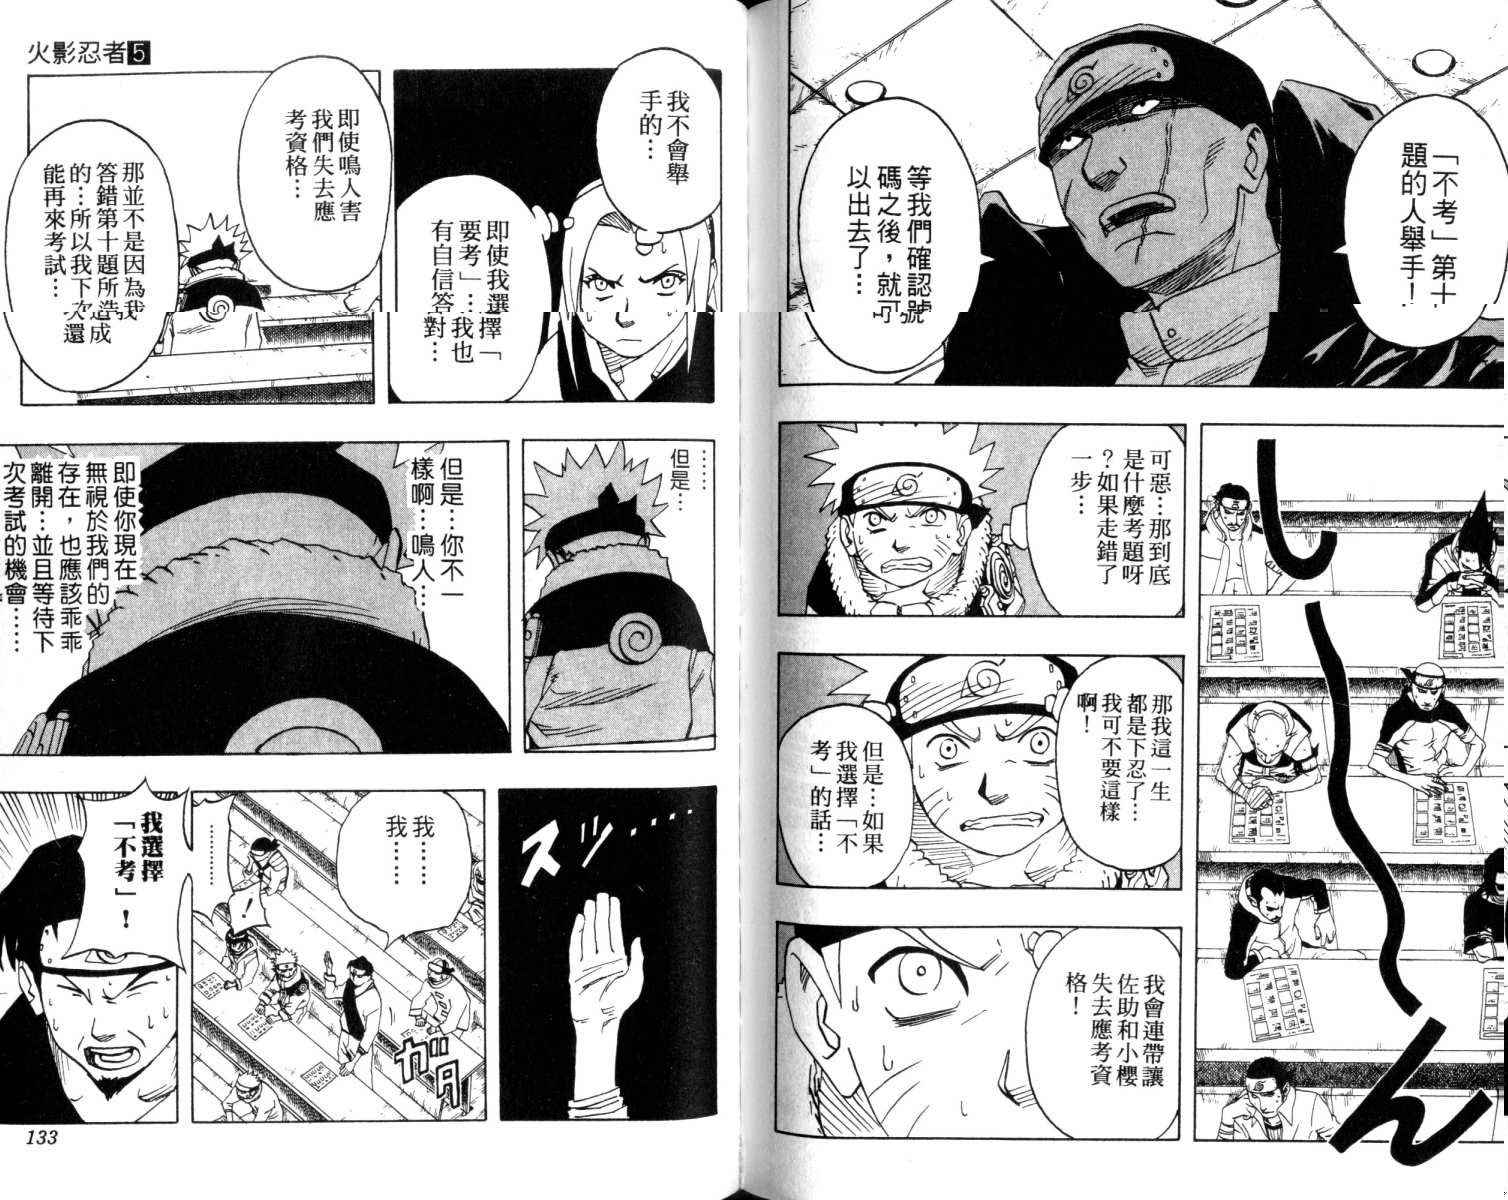 「不考」第十
題的人舉手！
等我們確認號
碼之後，就可
以出去了…
しーん
可惡…那到底
是什麼考題呀
？如果走錯了
一步…
那我這一生
都是下忍了…
我可不要這樣
啊！
但是…如果
我選擇「不
考」的話…
我會連帶讓
佐助和小櫻
失去應考資
格！
火影忍者5
我不會舉
手的…
即使我選擇「
要考」…我也
有自信答對…
即使鳴人害
我們失去應
考資格…
那並不是因為我
答錯第十題所造成
的…所以我下次還
能再來考試…
……
但是…
但是…你不一
樣啊…鳴人…
即使你現在
無視於我們的
存在，也應該乖乖
離開…並且等待下
次考試的機會……
スッ……
我……
我……
………
！
ガタ
我選擇
「不考」！
133